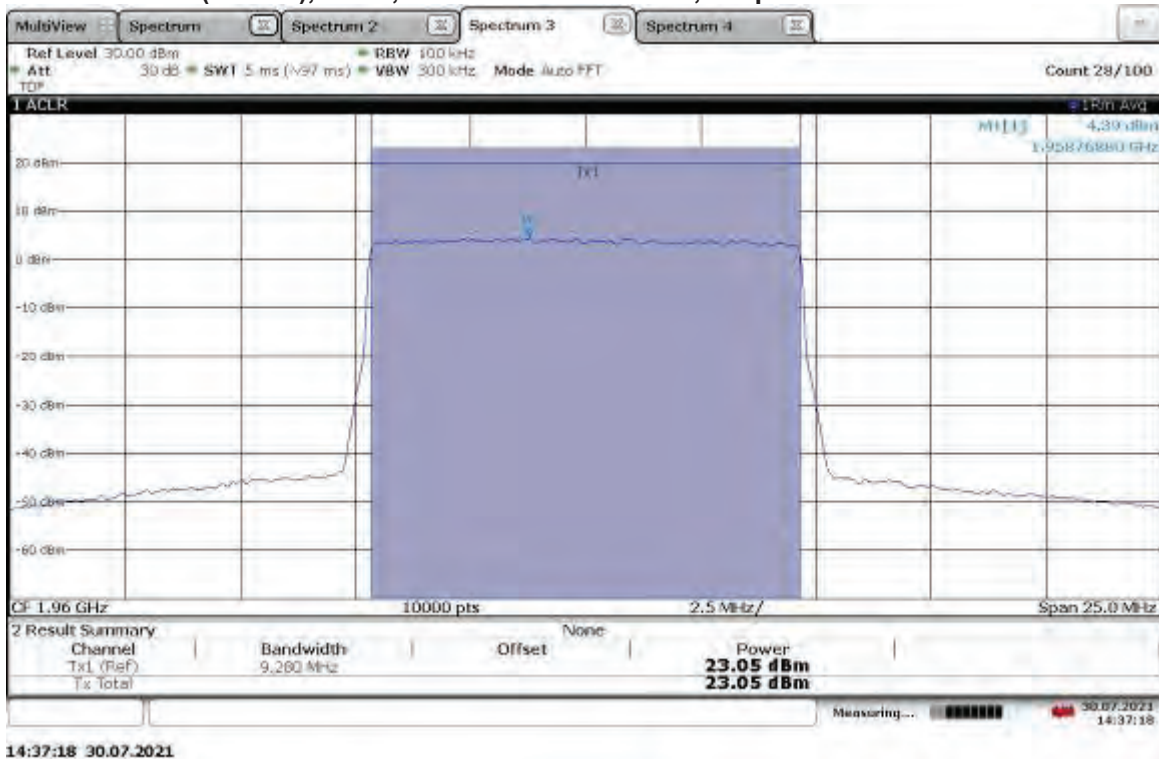 MultiView Spectrum Spectrum 2 Spectrum 3 Spectrum 4
Ref Level 30.00 dBm RBW 100 kHz
Att 30 dB SWT 5 ms (~97 ms) VBW 300 kHz Mode Auto FFT Count 28/100
TDF
1 ACLR 1Rm Avg
M1[1] 4.39 dBm
1.95876880 GHz
20 dBm
Tx1
10 dBm
0 dBm
-10 dBm
-20 dBm
-30 dBm
-40 dBm
-50 dBm
-60 dBm
CF 1.96 GHz 10000 pts 2.5 MHz/ Span 25.0 MHz
2 Result Summary None
Channel Bandwidth Offset Power
Tx1 (Ref) 9.280 MHz 23.05 dBm
Tx Total 23.05 dBm
Measuring... 30.07.2021
14:37:18
14:37:18 30.07.2021